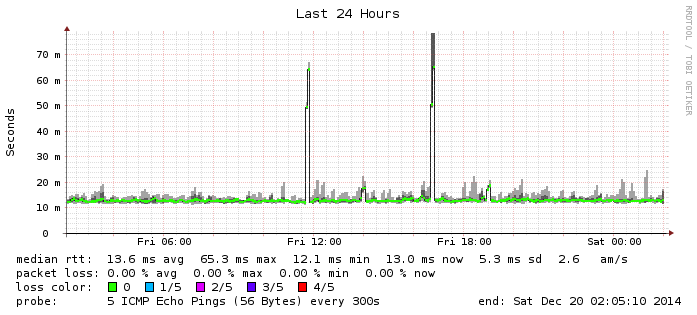 Last 24 Hours
RRDTOOL / TOBI OETIKER
Seconds
70 m
60 m
50 m
40 m
30 m
20 m
10 m
0
Fri 06:00 Fri 12:00 Fri 18:00 Sat 00:00
median rtt: 13.6 ms avg 65.3 ms max 12.1 ms min 13.0 ms now 5.3 ms sd 2.6 am/s
packet loss: 0.00 % avg 0.00 % max 0.00 % min 0.00 % now
loss color: 0 1/5 2/5 3/5 4/5
probe: 5 ICMP Echo Pings (56 Bytes) every 300s end: Sat Dec 20 02:05:10 2014